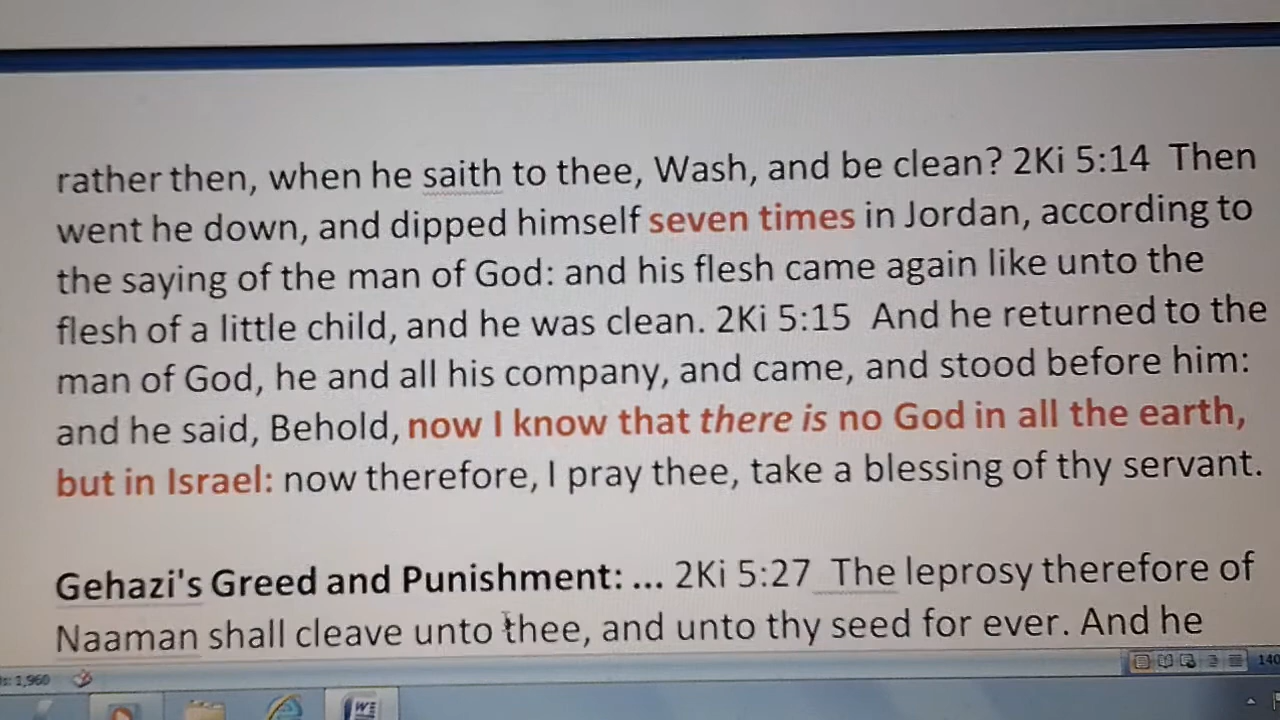 rather then, when he saith to thee, Wash, and be clean? 2Ki 5:14 Then
went he down, and dipped himself seven times in Jordan, according to
the saying of the man of God: and his flesh came again like unto the
flesh of a little child, and he was clean. 2Ki 5:15 And he returned to the
man of God, he and all his company, and came, and stood before him:
and he said, Behold, now I know that there is no God in all the earth,
but in Israel: now therefore, I pray thee, take a blessing of thy servant.
Gehazi's Greed and Punishment: ... 2Ki 5:27 The leprosy therefore of
Naaman shall cleave unto thee, and unto thy seed for ever. And he
1,960
140